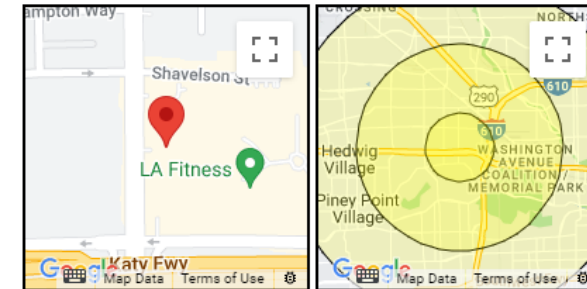 ampton Way
Shavelson St
LA Fitness
Katy Fwy
Google
Map Data
Terms of Use
CROSSING
NORTH
290
610
610
Hedwig
Village
WASHINGTON
AVENUE
COALITION /
MEMORIAL PARK
Piney Point
Village
Google
Map Data
Terms of Use